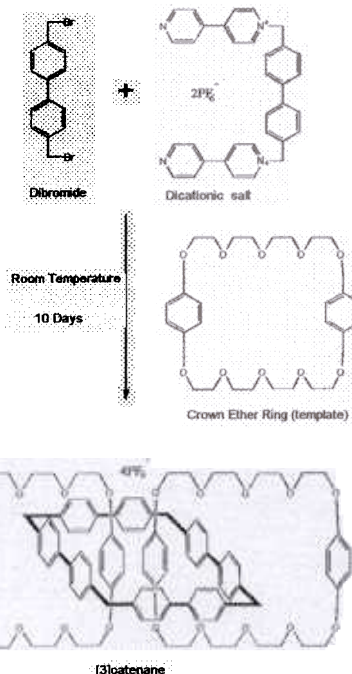 Br
N
N⁺
+
2PF₆⁻
Br
N
N₊
Dibromide
Dicationic salt
Room Temperature
10 Days
O O O O O
O O O O O
Crown Ether Ring (template)
4PF₆⁻
[3]catenane